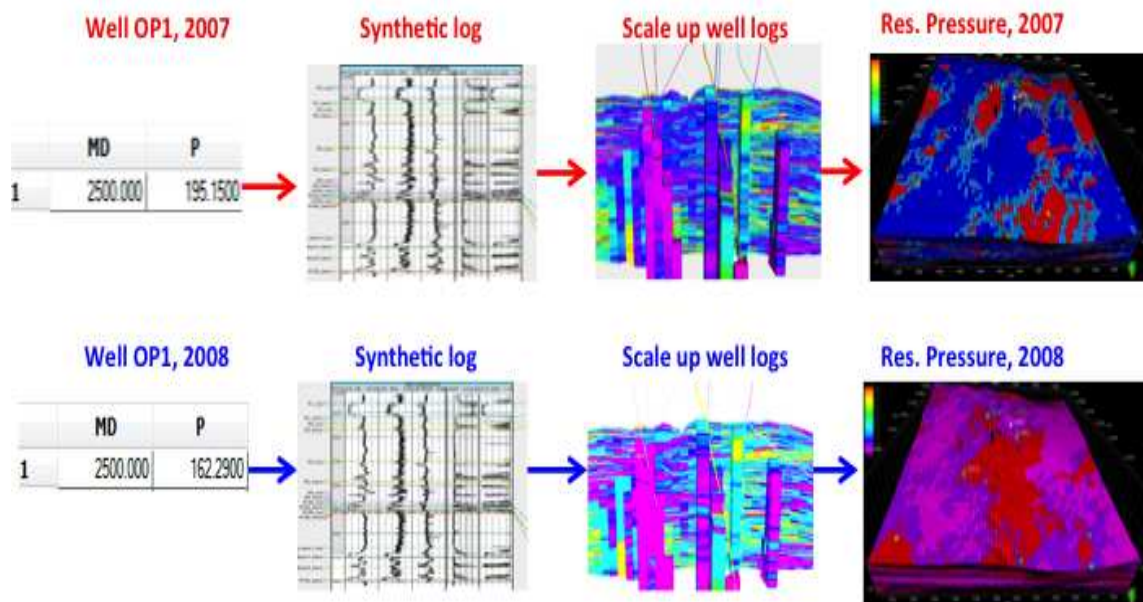 Well OP1, 2007 Synthetic log Scale up well logs Res. Pressure, 2007
MD P
1 2500.000 195.1500
Well OP1, 2008 Synthetic log Scale up well logs Res. Pressure, 2008
MD P
1 2500.000 162.2900